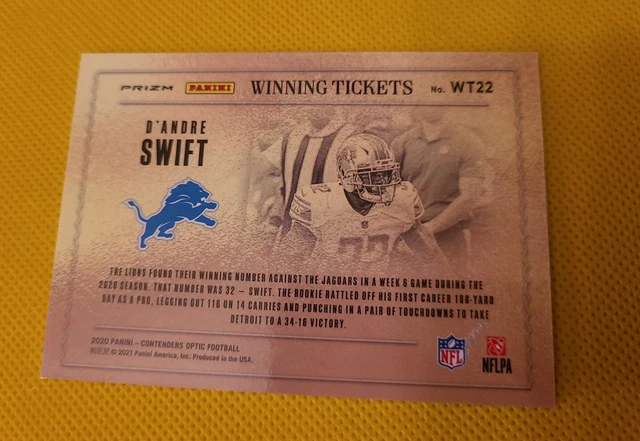 PRIZM PANINI WINNING TICKETS No. WT22
D'ANDRE
SWIFT
THE LIONS FOUND THEIR WINNING NUMBER AGAINST THE JAGUARS IN A WEEK 6 GAME DURING THE
2020 SEASON. THAT NUMBER WAS 32 – SWIFT. THE ROOKIE RATTLED OFF HIS FIRST CAREER 100-YARD
DAY AS A PRO, LEGGING OUT 116 ON 14 CARRIES AND PUNCHING IN A PAIR OF TOUCHDOWNS TO TAKE
DETROIT TO A 34-16 VICTORY.
2020 PANINI – CONTENDERS OPTIC FOOTBALL
© 2021 Panini America, Inc. Produced in the USA.
NFL
NFLPA